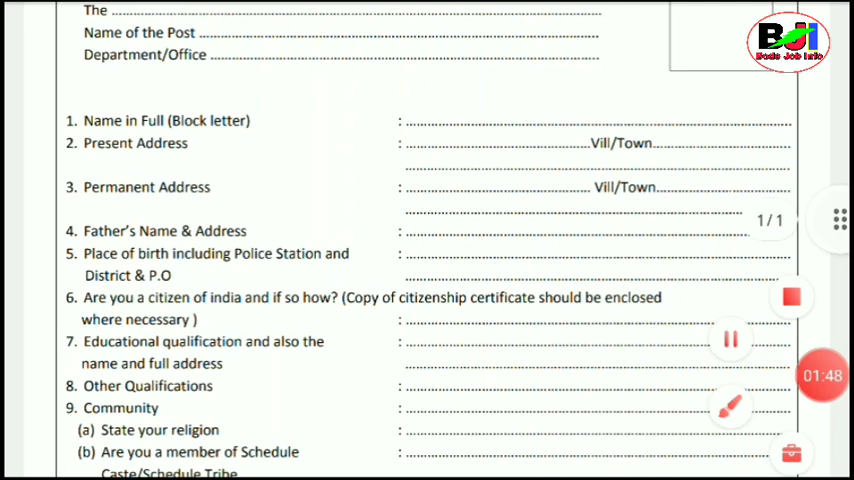 The ............................................................
Name of the Post ............................................................
Department/Office ............................................................
BJI
Bodo Job Info
1. Name in Full (Block letter) : ............................................................
2. Present Address : ..............................Vill/Town..............................
............................................................
3. Permanent Address : .............................. Vill/Town..............................
............................................................
1/1
4. Father's Name & Address : ............................................................
5. Place of birth including Police Station and : ............................................................
District & P.O ............................................................
6. Are you a citizen of india and if so how? (Copy of citizenship certificate should be enclosed
where necessary ) : ............................................................
7. Educational qualification and also the : ............................................................
name and full address ............................................................
01:48
8. Other Qualifications : ............................................................
9. Community : ............................................................
(a) State your religion : ............................................................
(b) Are you a member of Schedule : ............................................................
Caste/Schedule Tribe